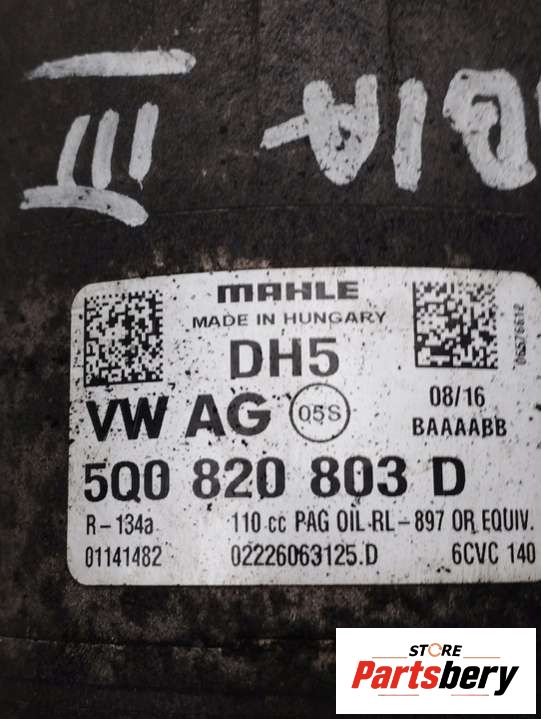 III
MAHLE
MADE IN HUNGARY
DH5
VW AG 05S
08/16
BAAAABB
5Q0 820 803 D
R-134a 110 cc PAG OIL RL-897 OR EQUIV.
01141482 02226063125.D 6CVC 140
STORE
Partsbery